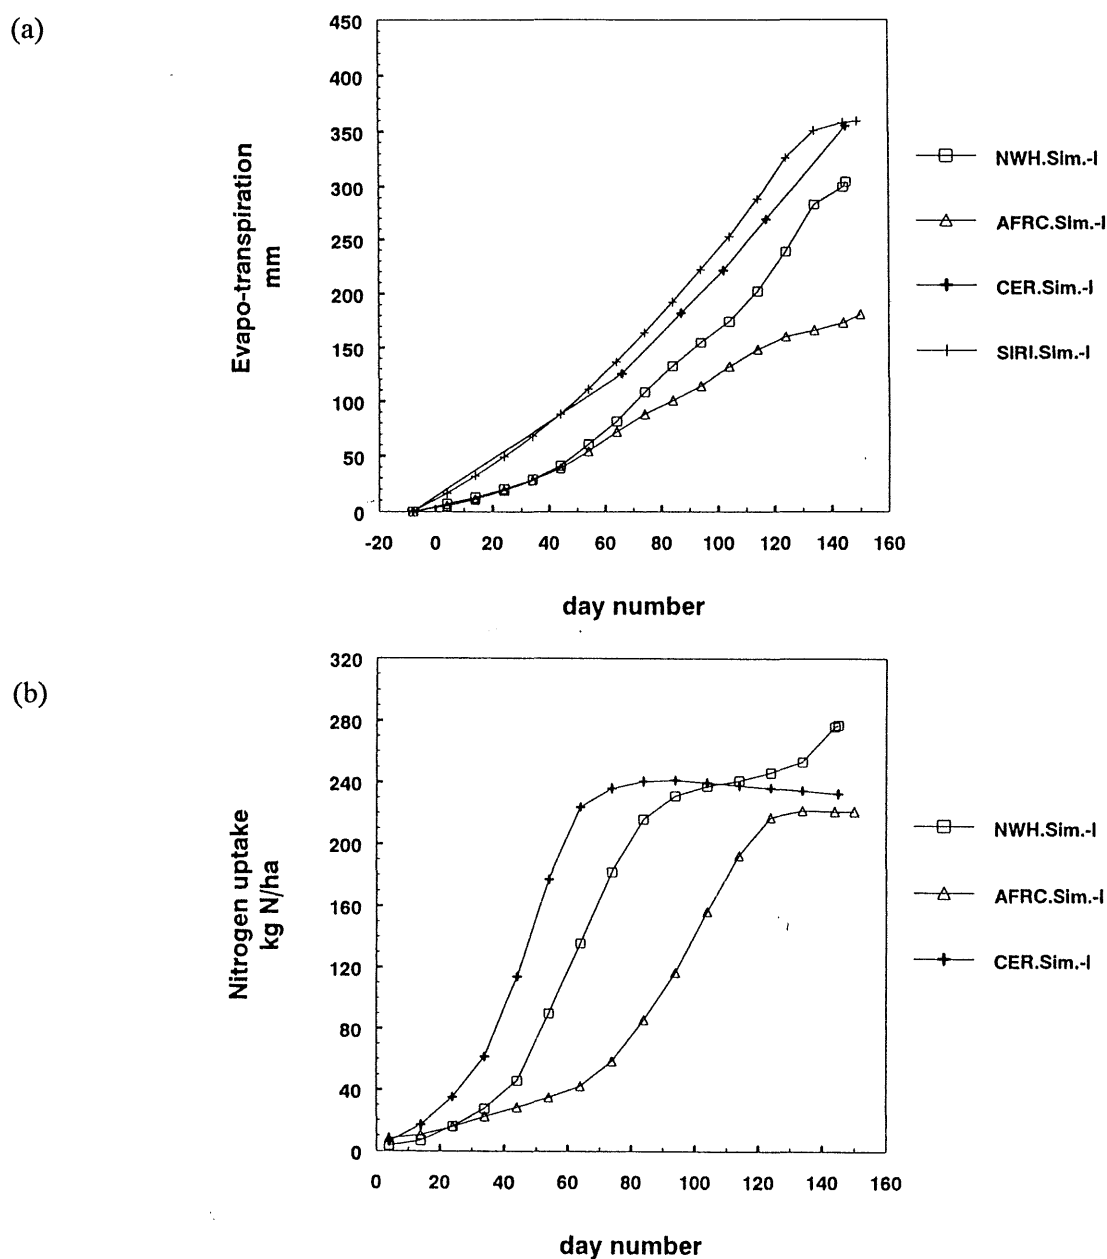 (a)
450
400
350
300
250
200
150
100
50
0
Evapo-transpiration
mm
-20 0 20 40 60 80 100 120 140 160
day number
NWH.Sim.-I
AFRC.Sim.-I
CER.Sim.-I
SIRI.Sim.-I
(b)
320
280
240
200
160
120
80
40
0
Nitrogen uptake
kg N/ha
0 20 40 60 80 100 120 140 160
day number
NWH.Sim.-I
AFRC.Sim.-I
CER.Sim.-I